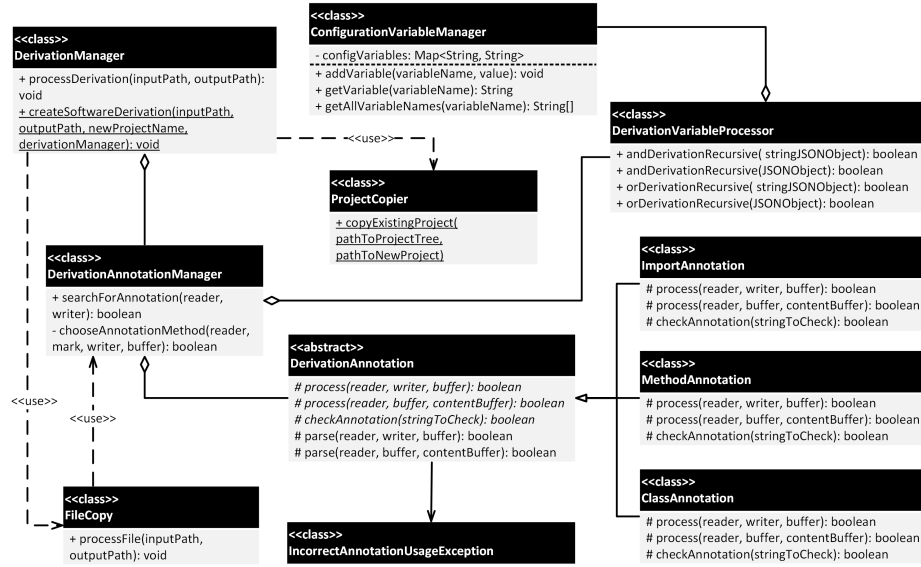 <<class>>
DerivationManager
+ processDerivation(inputPath, outputPath):
void
+ createSoftwareDerivation(inputPath,
outputPath, newProjectName,
derivationManager): void
<<class>>
ConfigurationVariableManager
- configVariables: Map<String, String>
+ addVariable(variableName, value): void
+ getVariable(variableName): String
+ getAllVariableNames(variableName): String[]
<<class>>
DerivationVariableProcessor
+ andDerivationRecursive( stringJSONObject): boolean
+ andDerivationRecursive(JSONObject): boolean
+ orDerivationRecursive( stringJSONObject): boolean
+ orDerivationRecursive(JSONObject): boolean
<<use>>
<<class>>
ProjectCopier
+ copyExistingProject(
pathToProjectTree,
pathToNewProject)
<<class>>
DerivationAnnotationManager
+ searchForAnnotation(reader,
writer): boolean
- chooseAnnotationMethod(reader,
mark, writer, buffer): boolean
<<class>>
ImportAnnotation
# process(reader, writer, buffer): boolean
# process(reader, buffer, contentBuffer): boolean
# checkAnnotation(stringToCheck): boolean
<<abstract>>
DerivationAnnotation
# process(reader, writer, buffer): boolean
# process(reader, buffer, contentBuffer): boolean
# checkAnnotation(stringToCheck): boolean
# parse(reader, writer, buffer): boolean
# parse(reader, buffer, contentBuffer): boolean
<<class>>
MethodAnnotation
# process(reader, writer, buffer): boolean
# process(reader, buffer, contentBuffer): boolean
# checkAnnotation(stringToCheck): boolean
<<use>>
<<use>>
<<class>>
ClassAnnotation
# process(reader, writer, buffer): boolean
# process(reader, buffer, contentBuffer): boolean
# checkAnnotation(stringToCheck): boolean
<<class>>
FileCopy
+ processFile(inputPath,
outputPath): void
<<class>>
IncorrectAnnotationUsageException